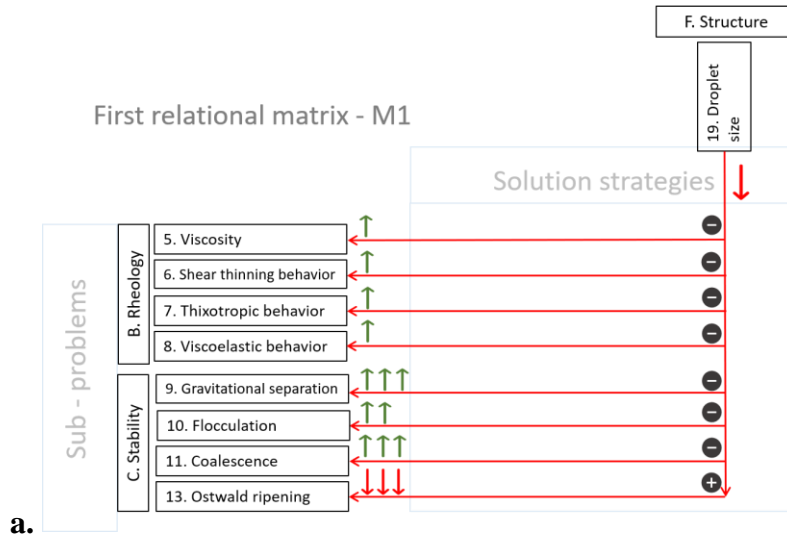 F. Structure
19. Droplet
size
First relational matrix - M1
Solution strategies
Sub - problems
B. Rheology
5. Viscosity
6. Shear thinning behavior
7. Thixotropic behavior
8. Viscoelastic behavior
C. Stability
9. Gravitational separation
10. Flocculation
11. Coalescence
13. Ostwald ripening
a.